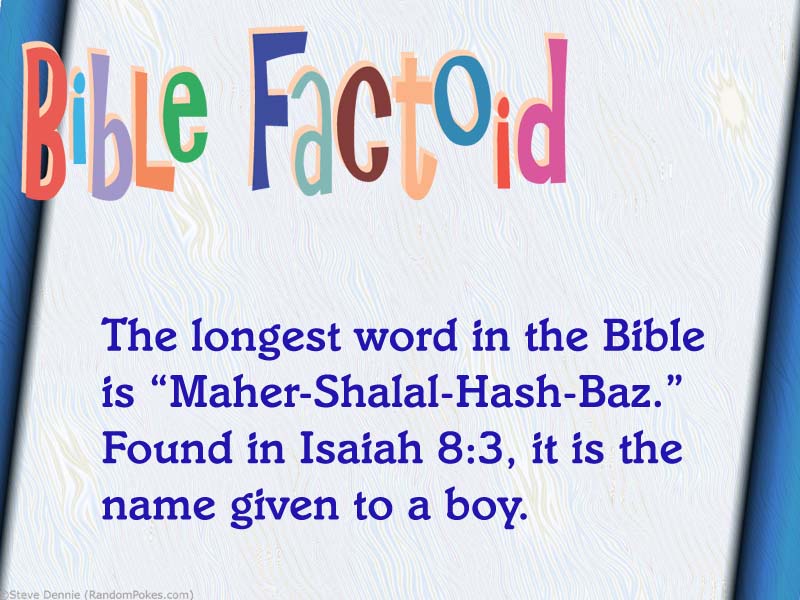 Bible Factoid
The longest word in the Bible
is “Maher-Shalal-Hash-Baz.”
Found in Isaiah 8:3, it is the
name given to a boy.
©Steve Dennie (RandomPokes.com)